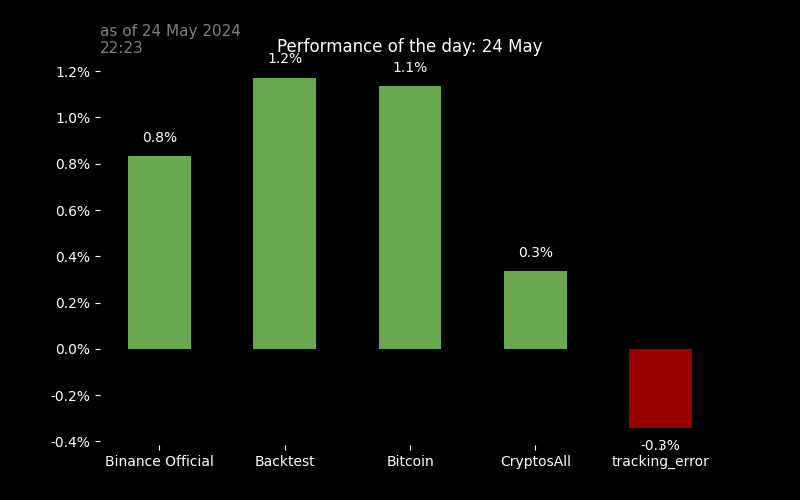 as of 24 May 2024
22:23
Performance of the day: 24 May
1.2%
1.0%
0.8%
0.6%
0.4%
0.2%
0.0%
-0.2%
-0.4%
0.8%
1.2%
1.1%
0.3%
-0.3%
Binance Official
Backtest
Bitcoin
CryptosAll
tracking_error